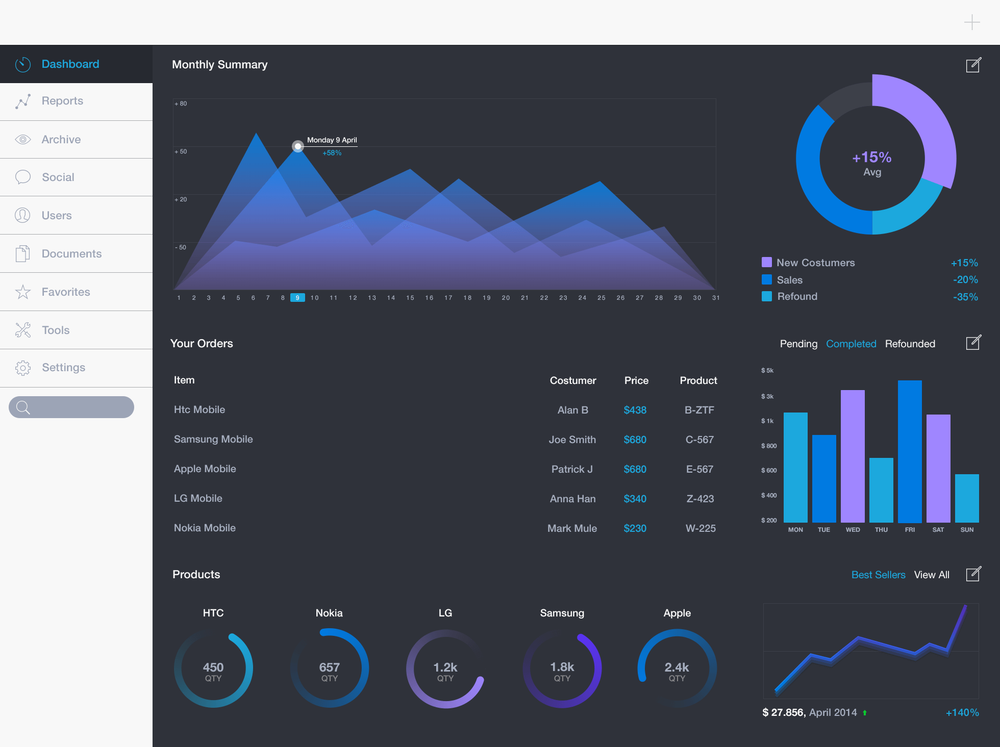 Dashboard
Reports
Archive
Social
Users
Documents
Favorites
Tools
Settings
Monthly Summary
+ 80
+ 50
+ 20
- 50
Monday 9 April
+58%
1 2 3 4 5 6 7 8 9 10 11 12 13 14 15 16 17 18 19 20 21 22 23 24 25 26 27 28 29 30 31
+15%
Avg
New Costumers +15%
Sales -20%
Refound -35%
Your Orders
Item Costumer Price Product
Htc Mobile Alan B $438 B-ZTF
Samsung Mobile Joe Smith $680 C-567
Apple Mobile Patrick J $680 E-567
LG Mobile Anna Han $340 Z-423
Nokia Mobile Mark Mule $230 W-225
Pending Completed Refounded
$ 5k
$ 3k
$ 1k
$ 800
$ 600
$ 400
$ 200
MON TUE WED THU FRI SAT SUN
Products
HTC Nokia LG Samsung Apple
450 657 1.2k 1.8k 2.4k
QTY QTY QTY QTY QTY
Best Sellers View All
$ 27.856, April 2014 +140%